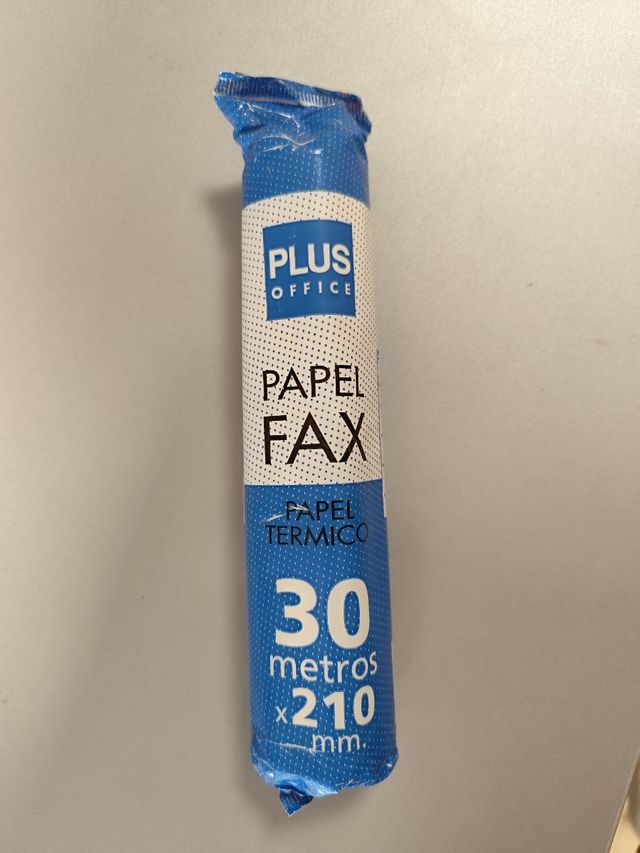 PLUS
OFFICE
PAPEL
FAX
PAPEL
TERMICO
30
metros
x210
mm.